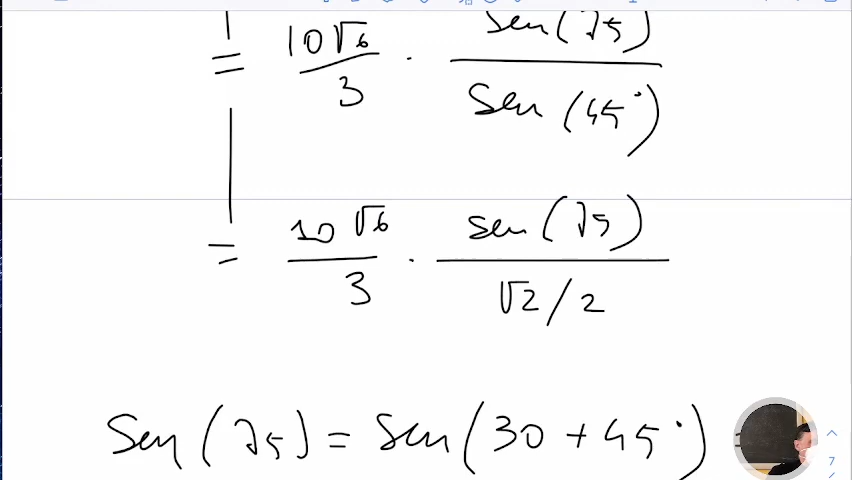 = 10√6/3 · sen(75)/sen(45°)
= 10√6/3 · sen(75)/(√2/2)
sen(75) = sen(30+45°) =
7